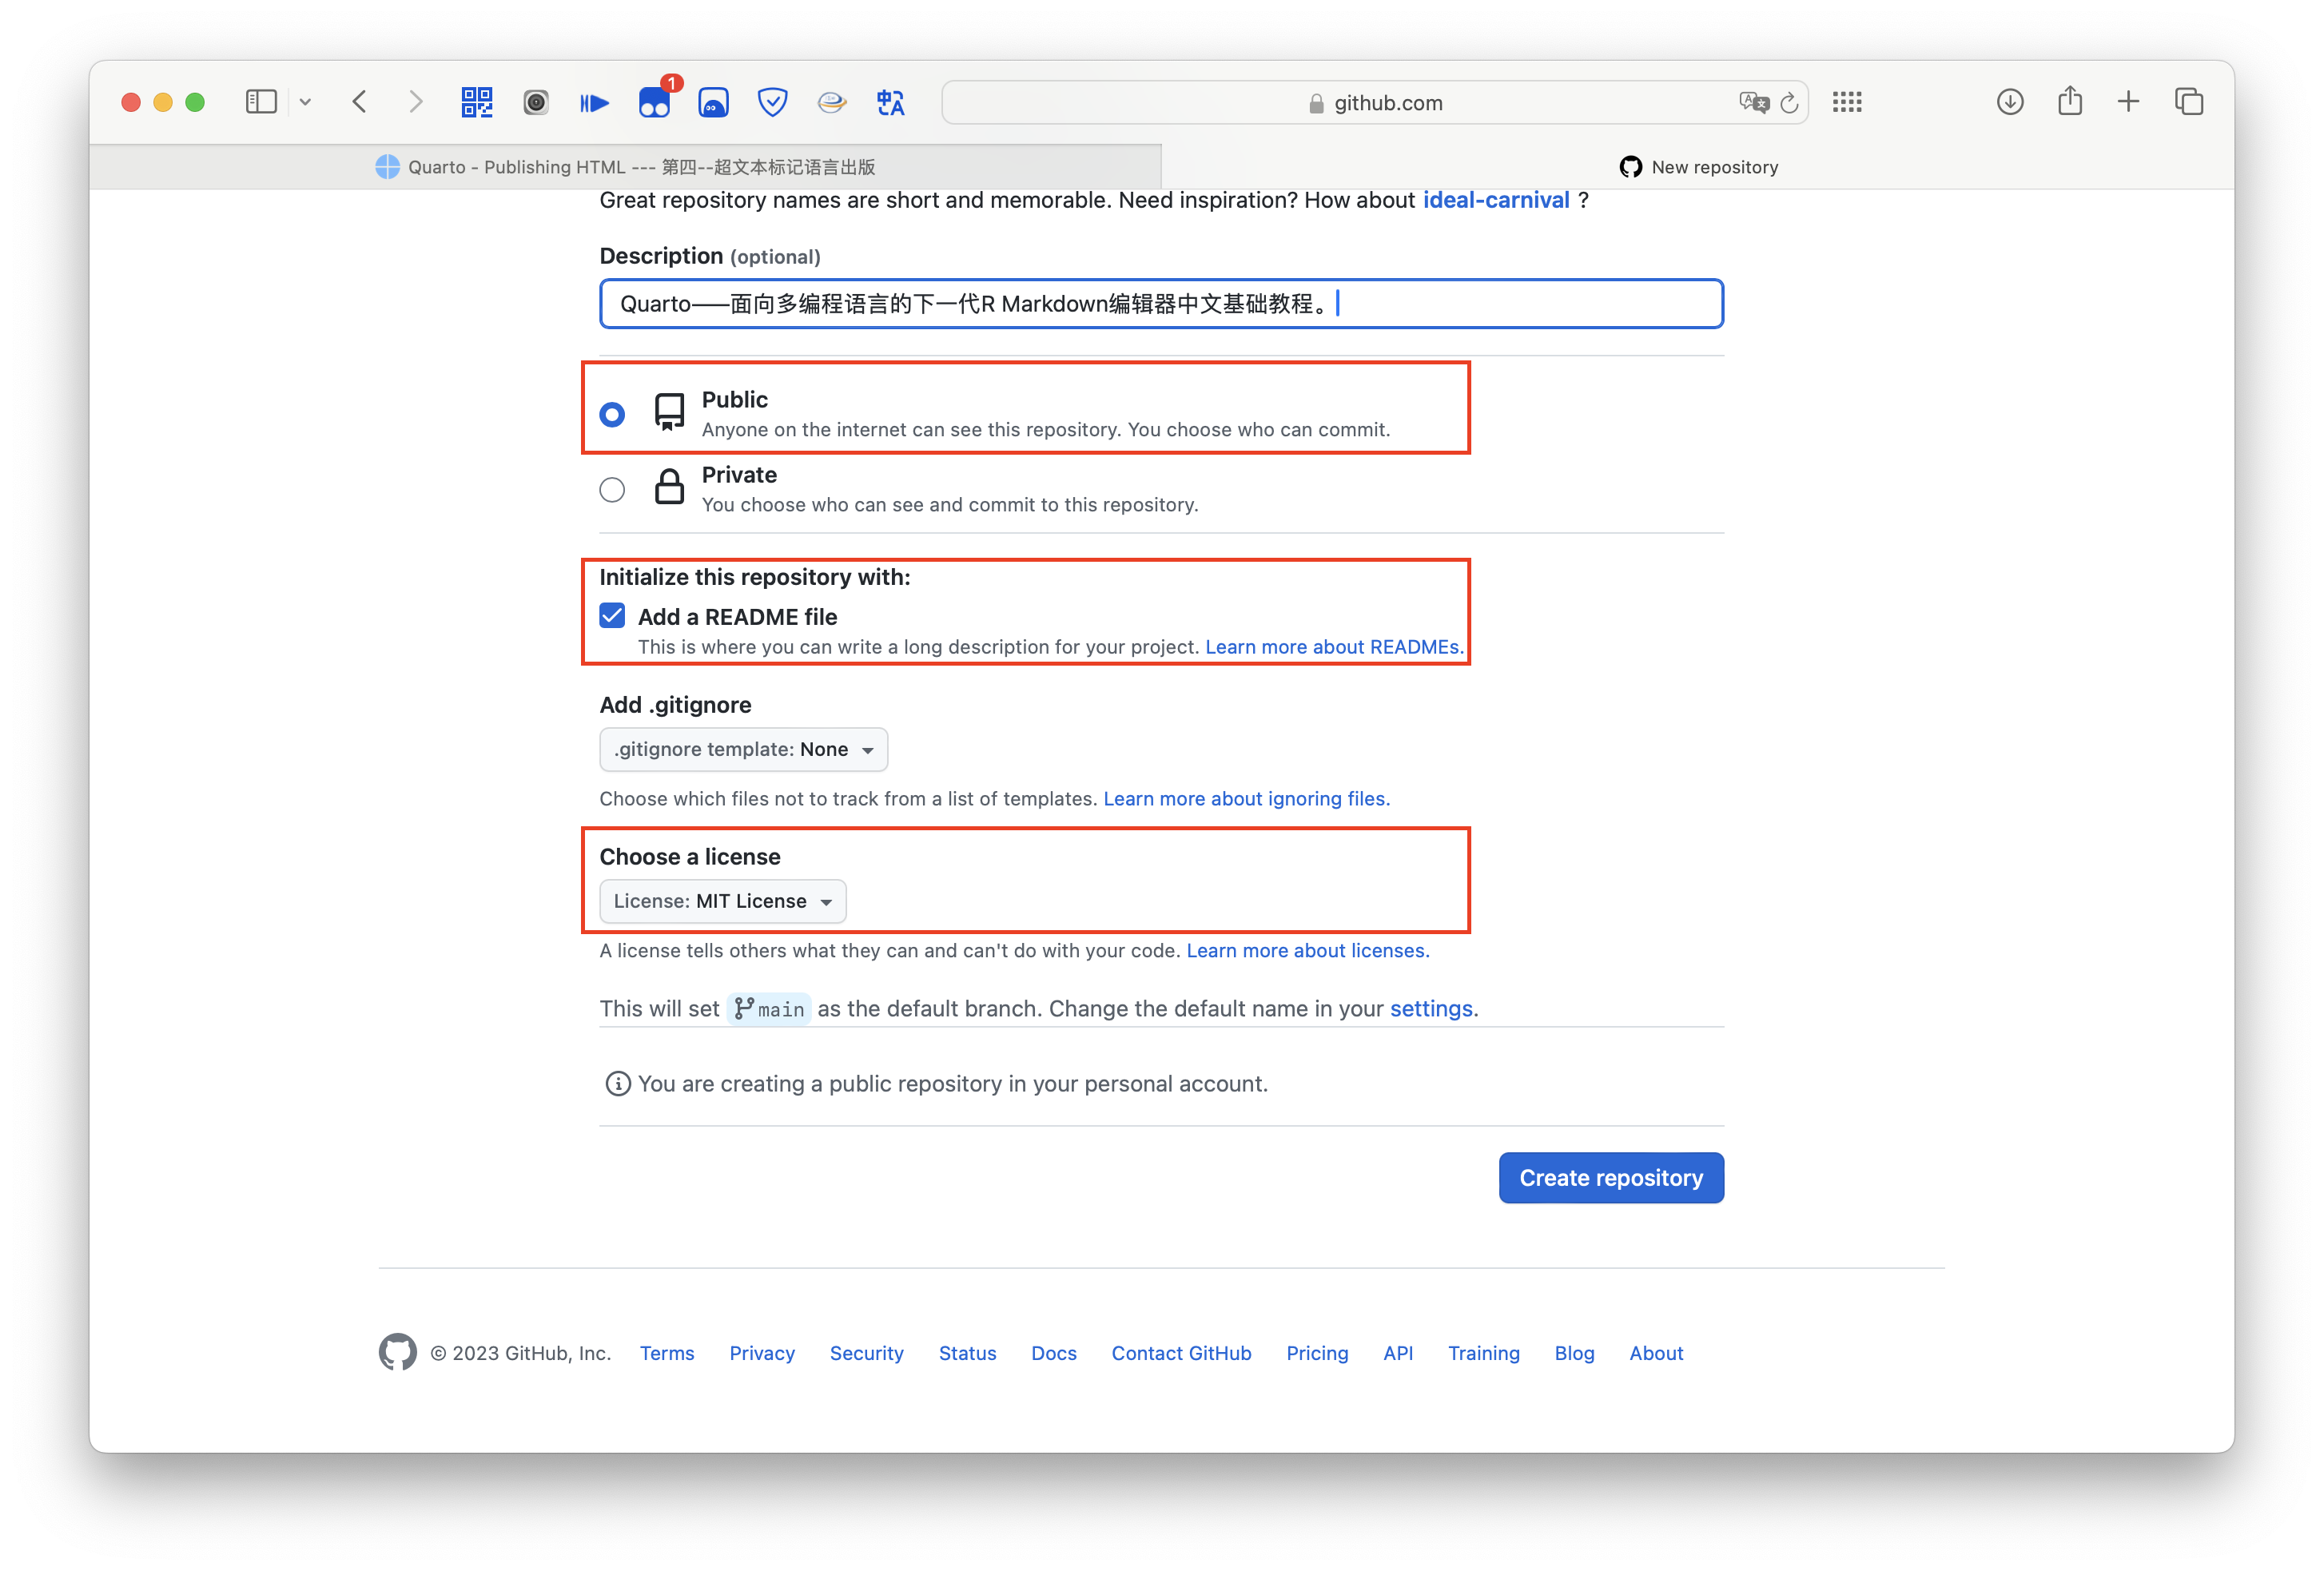 1
github.com
Quarto - Publishing HTML --- 第四--超文本标记语言出版
New repository
Great repository names are short and memorable. Need inspiration? How about ideal-carnival ?
Description (optional)
Quarto——面向多编程语言的下一代R Markdown编辑器中文基础教程。
Public
Anyone on the internet can see this repository. You choose who can commit.
Private
You choose who can see and commit to this repository.
Initialize this repository with:
Add a README file
This is where you can write a long description for your project. Learn more about READMEs.
Add .gitignore
.gitignore template: None
Choose which files not to track from a list of templates. Learn more about ignoring files.
Choose a license
License: MIT License
A license tells others what they can and can't do with your code. Learn more about licenses.
This will set main as the default branch. Change the default name in your settings.
You are creating a public repository in your personal account.
Create repository
© 2023 GitHub, Inc. Terms Privacy Security Status Docs Contact GitHub Pricing API Training Blog About